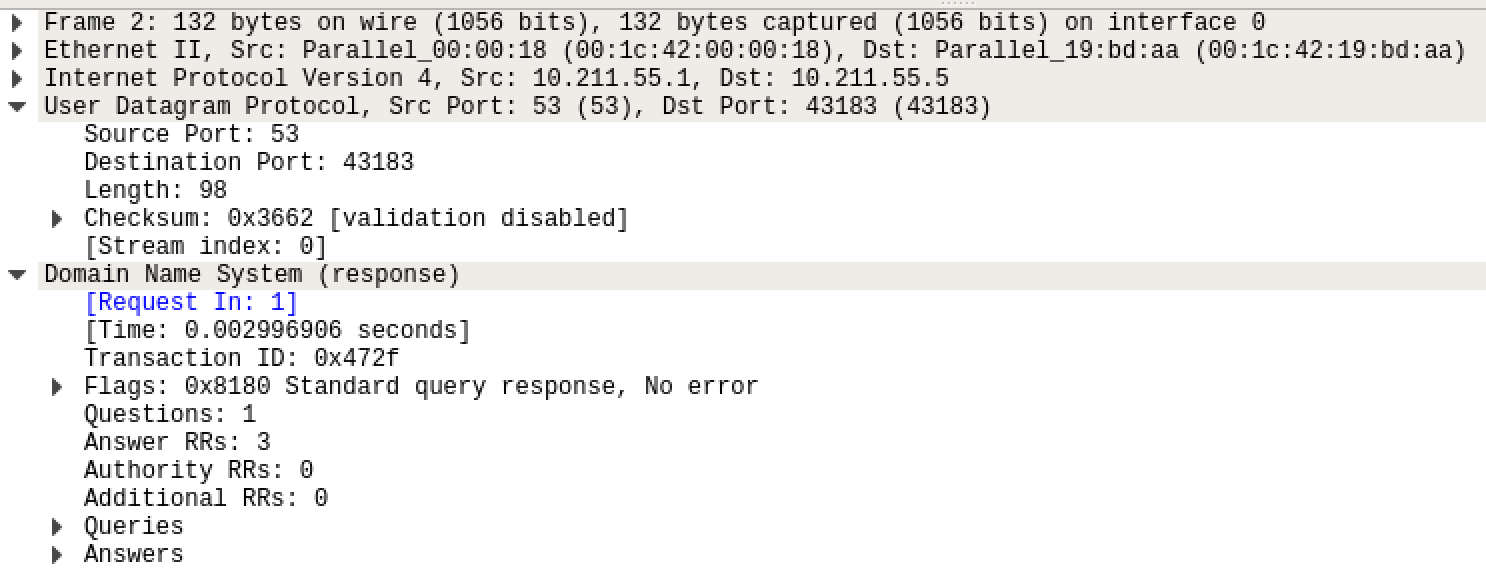 Frame 2: 132 bytes on wire (1056 bits), 132 bytes captured (1056 bits) on interface 0
Ethernet II, Src: Parallel_00:00:18 (00:1c:42:00:00:18), Dst: Parallel_19:bd:aa (00:1c:42:19:bd:aa)
Internet Protocol Version 4, Src: 10.211.55.1, Dst: 10.211.55.5
User Datagram Protocol, Src Port: 53 (53), Dst Port: 43183 (43183)
Source Port: 53
Destination Port: 43183
Length: 98
Checksum: 0x3662 [validation disabled]
[Stream index: 0]
Domain Name System (response)
[Request In: 1]
[Time: 0.002996906 seconds]
Transaction ID: 0x472f
Flags: 0x8180 Standard query response, No error
Questions: 1
Answer RRs: 3
Authority RRs: 0
Additional RRs: 0
Queries
Answers